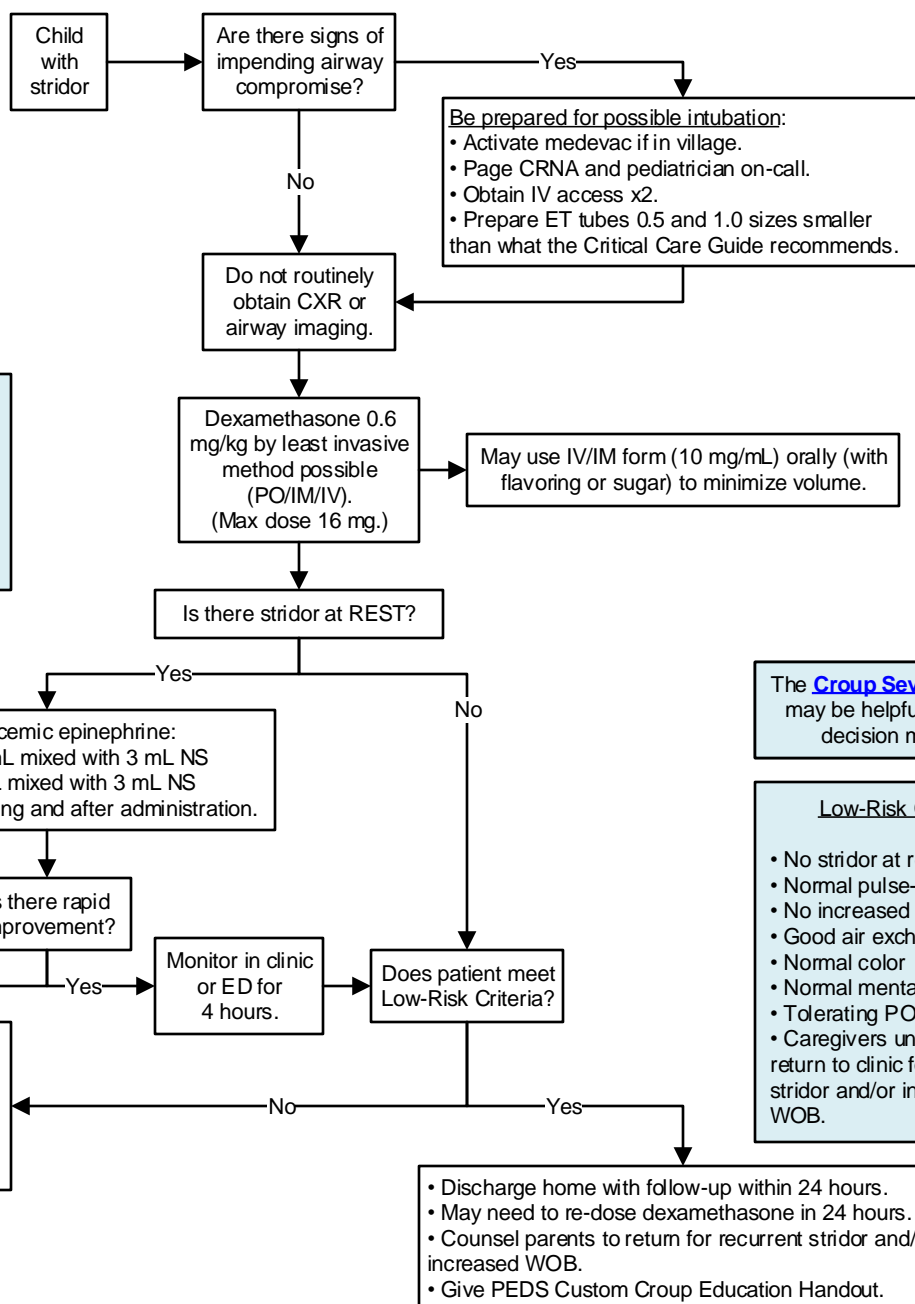 Child
with
stridor
Are there signs of
impending airway
compromise?
Yes
Be prepared for possible intubation:
• Activate medevac if in village.
• Page CRNA and pediatrician on-call.
• Obtain IV access x2.
• Prepare ET tubes 0.5 and 1.0 sizes smaller
than what the Critical Care Guide recommends.
No
Do not routinely
obtain CXR or
airway imaging.
Dexamethasone 0.6
mg/kg by least invasive
method possible
(PO/IM/IV).
(Max dose 16 mg.)
May use IV/IM form (10 mg/mL) orally (with
flavoring or sugar) to minimize volume.
Is there stridor at REST?
Yes
No
epinephrine:
mixed with 3 mL NS
mixed with 3 mL NS
and after administration.
there rapid
Yes
Monitor in clinic
or ED for
4 hours.
Does patient meet
Low-Risk Criteria?
The Croup
may be
decision
Low-Risk
• No stridor at
• Normal
• No increased
• Good air
• Normal color
• Normal
• Tolerating PO
• Caregivers
return to clinic
stridor and/or
WOB.
No
Yes
• Discharge home with follow-up within 24 hours.
• May need to re-dose dexamethasone in 24 hours.
• Counsel parents to return for recurrent stridor and/
increased WOB.
• Give PEDS Custom Croup Education Handout.